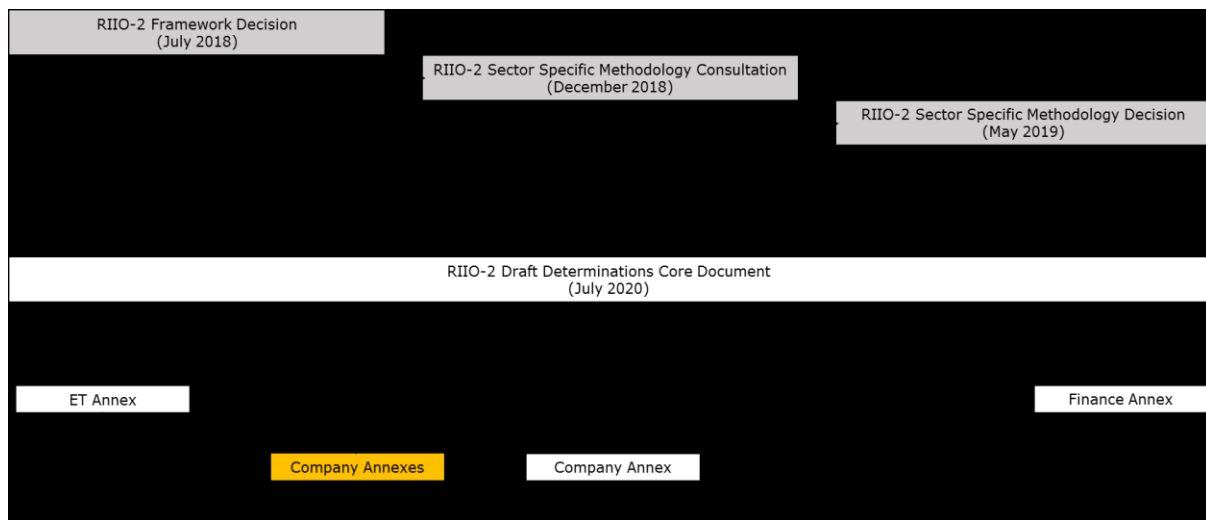 RIIO-2 Framework Decision
(July 2018)
RIIO-2 Sector Specific Methodology Consultation
(December 2018)
RIIO-2 Sector Specific Methodology Decision
(May 2019)
RIIO-2 Draft Determinations Core Document
(July 2020)
ET Annex
Finance Annex
Company Annexes
Company Annex